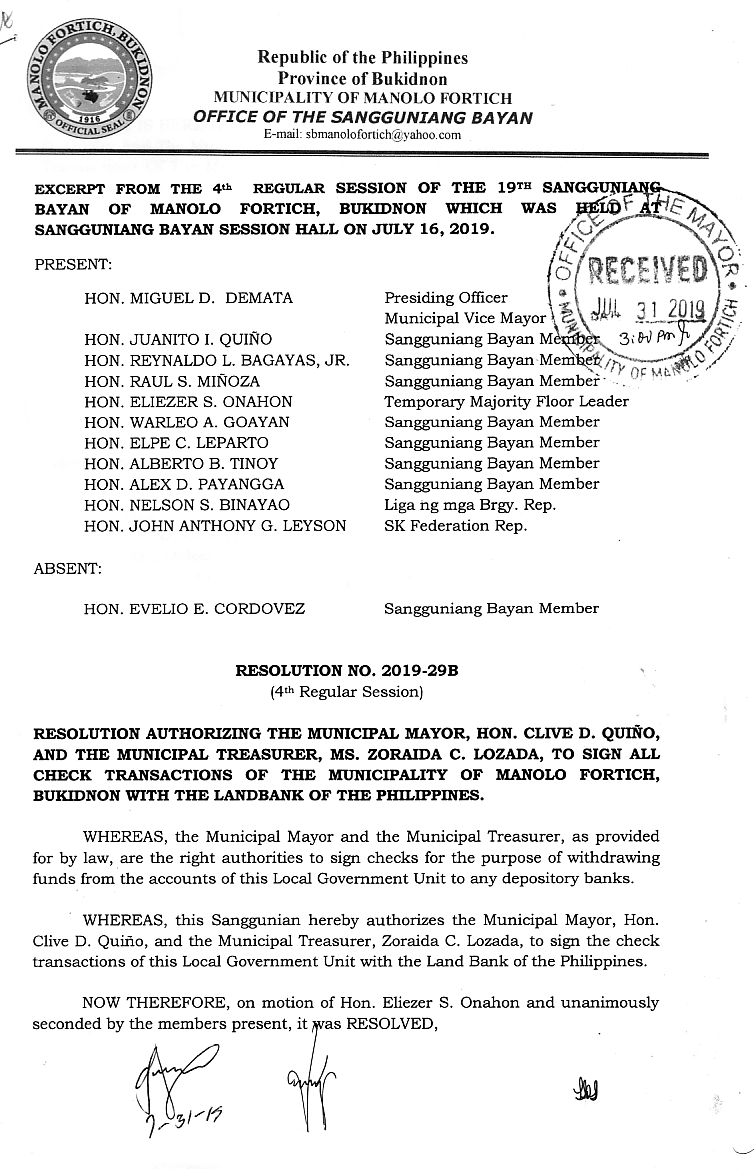 MANOLO FORTICH, BUKIDNON
1916
OFFICIAL SEAL
Republic of the Philippines
Province of Bukidnon
MUNICIPALITY OF MANOLO FORTICH
OFFICE OF THE SANGGUNIANG BAYAN
E-mail: sbmanolofortich@yahoo.com
EXCERPT FROM THE 4th REGULAR SESSION OF THE 19TH SANGGUNIANG
BAYAN OF MANOLO FORTICH, BUKIDNON WHICH WAS HELD AT
SANGGUNIANG BAYAN SESSION HALL ON JULY 16, 2019.
OFFICE OF THE MAYOR
RECEIVED
JUL 31 2019
3:00 PM
MUNICIPALITY OF MANOLO FORTICH
PRESENT:
HON. MIGUEL D. DEMATA Presiding Officer
Municipal Vice Mayor
HON. JUANITO I. QUIÑO Sangguniang Bayan Member
HON. REYNALDO L. BAGAYAS, JR. Sangguniang Bayan Member
HON. RAUL S. MIÑOZA Sangguniang Bayan Member
HON. ELIEZER S. ONAHON Temporary Majority Floor Leader
HON. WARLEO A. GOAYAN Sangguniang Bayan Member
HON. ELPE C. LEPARTO Sangguniang Bayan Member
HON. ALBERTO B. TINOY Sangguniang Bayan Member
HON. ALEX D. PAYANGGA Sangguniang Bayan Member
HON. NELSON S. BINAYAO Liga ng mga Brgy. Rep.
HON. JOHN ANTHONY G. LEYSON SK Federation Rep.
ABSENT:
HON. EVELIO E. CORDOVEZ Sangguniang Bayan Member
RESOLUTION NO. 2019-29B
(4th Regular Session)
RESOLUTION AUTHORIZING THE MUNICIPAL MAYOR, HON. CLIVE D. QUIÑO,
AND THE MUNICIPAL TREASURER, MS. ZORAIDA C. LOZADA, TO SIGN ALL
CHECK TRANSACTIONS OF THE MUNICIPALITY OF MANOLO FORTICH,
BUKIDNON WITH THE LANDBANK OF THE PHILIPPINES.
WHEREAS, the Municipal Mayor and the Municipal Treasurer, as provided
for by law, are the right authorities to sign checks for the purpose of withdrawing
funds from the accounts of this Local Government Unit to any depository banks.
WHEREAS, this Sanggunian hereby authorizes the Municipal Mayor, Hon.
Clive D. Quiño, and the Municipal Treasurer, Zoraida C. Lozada, to sign the check
transactions of this Local Government Unit with the Land Bank of the Philippines.
NOW THEREFORE, on motion of Hon. Eliezer S. Onahon and unanimously
seconded by the members present, it was RESOLVED,
7-31-19